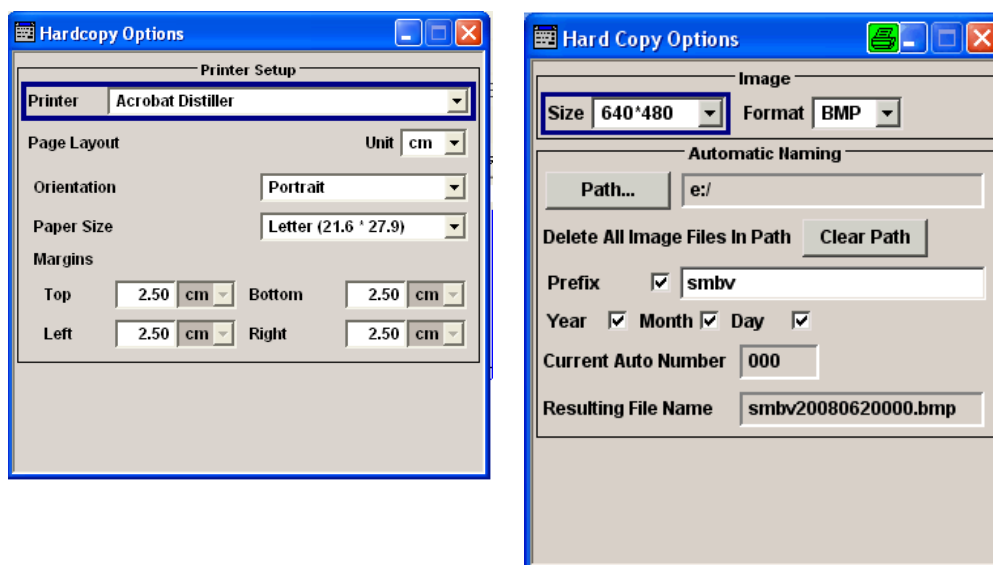 Hardcopy Options
Printer Setup
Printer Acrobat Distiller
Page Layout Unit cm
Orientation Portrait
Paper Size Letter (21.6 * 27.9)
Margins
Top 2.50 cm Bottom 2.50 cm
Left 2.50 cm Right 2.50 cm
Hard Copy Options
Image
Size 640*480 Format BMP
Automatic Naming
Path... e:/
Delete All Image Files In Path Clear Path
Prefix smbv
Year Month Day
Current Auto Number 000
Resulting File Name smbv20080620000.bmp